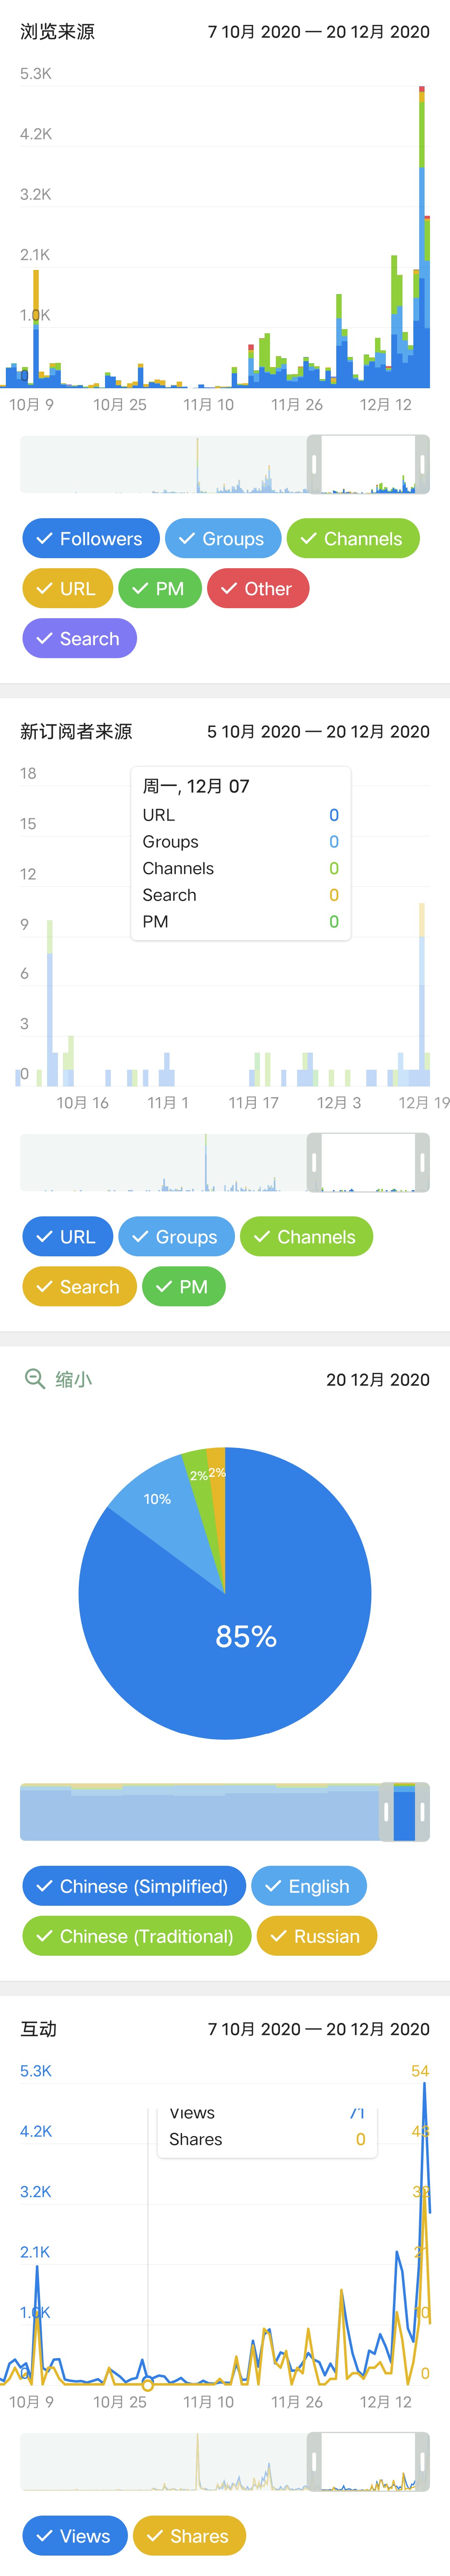 浏览来源 7 10月 2020 — 20 12月 2020
5.3K
4.2K
3.2K
2.1K
1.0K
0
10月 9 10月 25 11月 10 11月 26 12月 12
Followers Groups Channels
URL PM Other
Search
新订阅者来源 5 10月 2020 — 20 12月 2020
18
周一, 12月 07
URL 0
15
Groups 0
Channels 0
12
Search 0
9
PM 0
6
3
0
10月 16 11月 1 11月 17 12月 3 12月 19
URL Groups Channels
Search PM
缩小 20 12月 2020
2% 2%
10%
85%
Chinese (Simplified) English
Chinese (Traditional) Russian
互动 7 10月 2020 — 20 12月 2020
5.3K 54
Views 71
4.2K 43
Shares 0
3.2K 32
2.1K 21
1.0K 10
0 0
10月 9 10月 25 11月 10 11月 26 12月 12
Views Shares